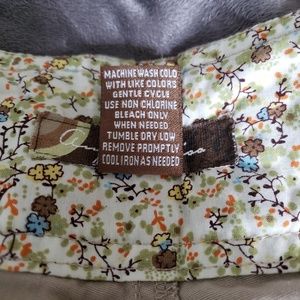 MACHINE WASH COLD
WITH LIKE COLORS
GENTLE CYCLE
USE NON CHLORINE
BLEACH ONLY
WHEN NEEDED
TUMBLE DRY LOW
REMOVE PROMPTLY
COOL IRON AS NEEDED